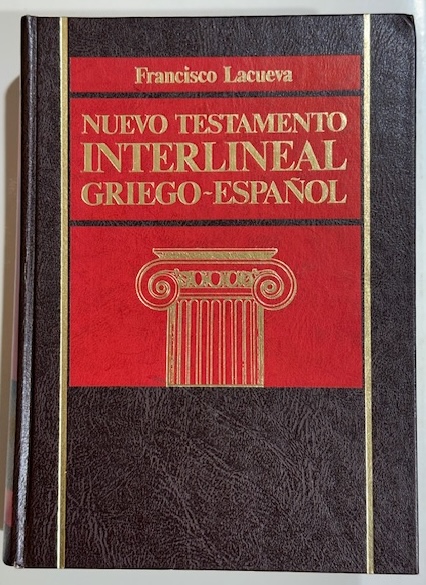 Francisco Lacueva
NUEVO TESTAMENTO
INTERLINEAL
GRIEGO-ESPAÑOL